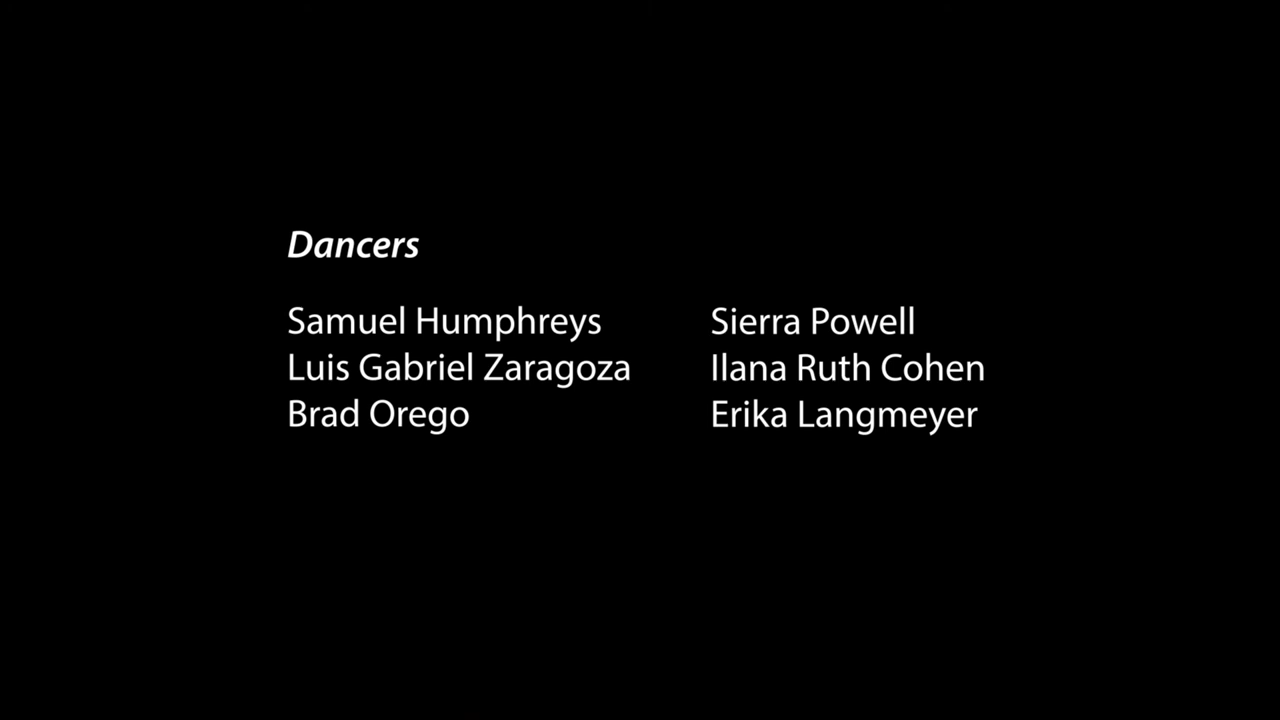 Dancers
Samuel Humphreys
Luis Gabriel Zaragoza
Brad Orego
Sierra Powell
Ilana Ruth Cohen
Erika Langmeyer